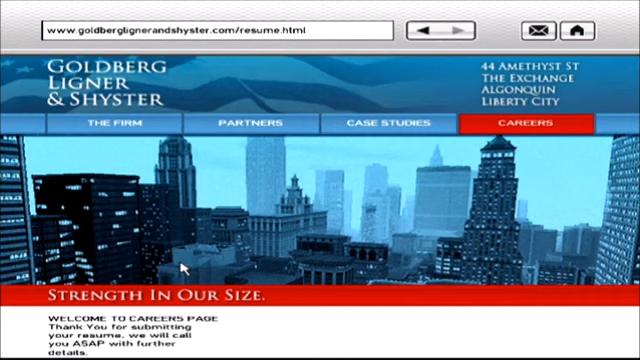 www.goldberglignerandshyster.com/resume.html
GOLDBERG
LIGNER
& SHYSTER
44 AMETHYST ST
THE EXCHANGE
ALGONQUIN
LIBERTY CITY
THE FIRM
PARTNERS
CASE STUDIES
CAREERS
STRENGTH IN OUR SIZE.
WELCOME TO CAREERS PAGE
Thank You for submitting
your resume, we will call
you ASAP with further
details.